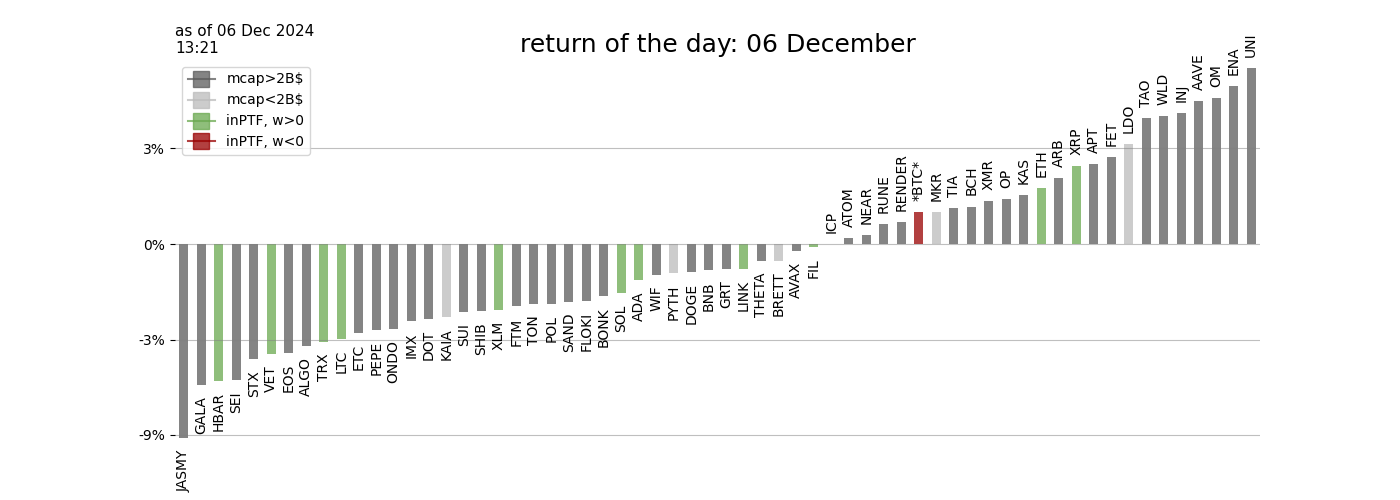 as of 06 Dec 2024
13:21
return of the day: 06 December
mcap>2B$
mcap<2B$
inPTF, w>0
inPTF, w<0
3%
0%
-3%
-9%
JASMY
GALA
HBAR
SEI
STX
VET
EOS
ALGO
TRX
LTC
ETC
PEPE
ONDO
IMX
DOT
KAIA
SUI
SHIB
XLM
FTM
TON
POL
SAND
FLOKI
BONK
SOL
ADA
WIF
PYTH
DOGE
BNB
GRT
LINK
THETA
BRETT
AVAX
FIL
ICP
ATOM
NEAR
RUNE
RENDER
*BTC*
MKR
TIA
BCH
XMR
OP
KAS
ETH
ARB
XRP
APT
FET
LDO
TAO
WLD
INJ
AAVE
OM
ENA
UNI